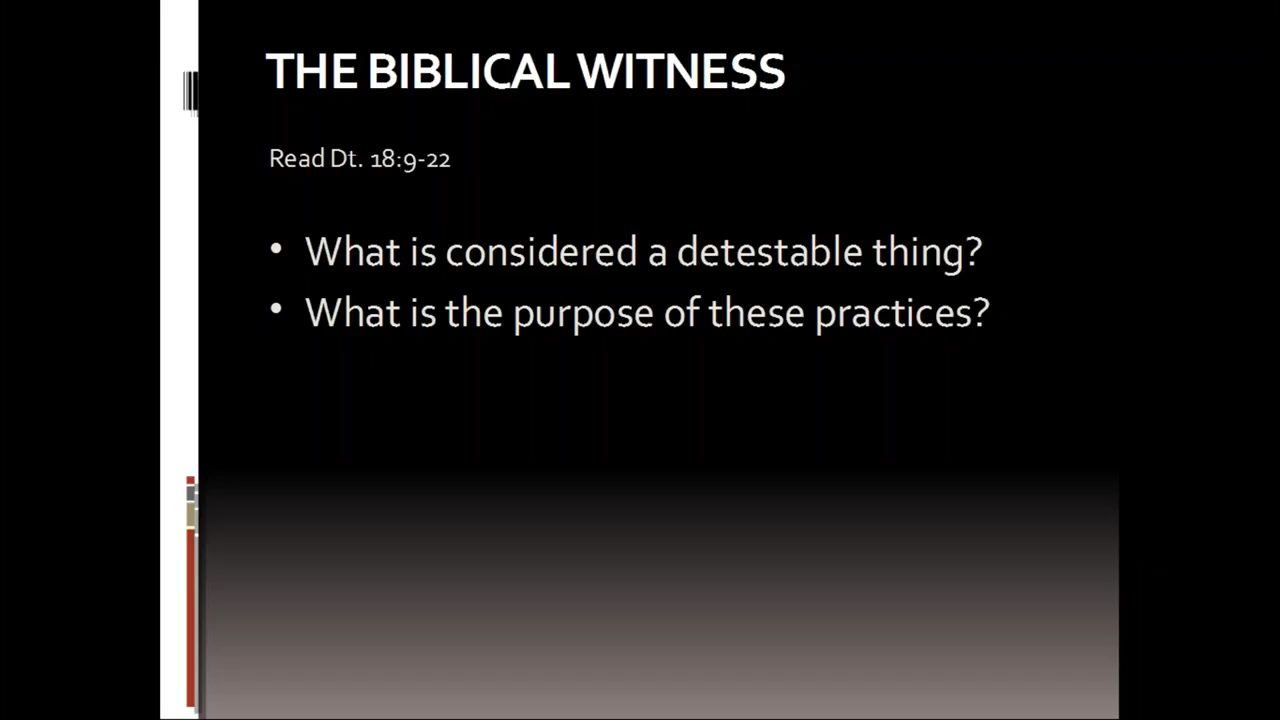 THE BIBLICAL WITNESS
Read Dt. 18:9-22
• What is considered a detestable thing?
• What is the purpose of these practices?